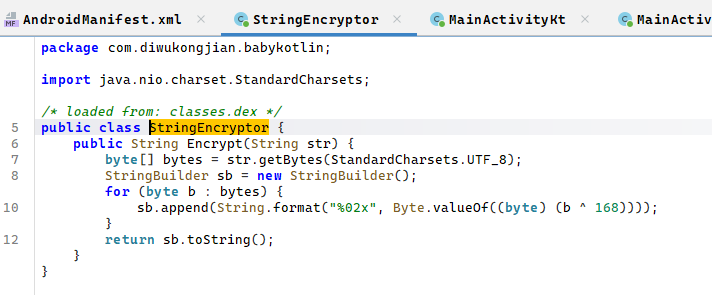 AndroidManifest.xml × StringEncryptor × MainActivityKt × MainActiv
package com.diwukongjian.babykotlin;
import java.nio.charset.StandardCharsets;
/* loaded from: classes.dex */
5 public class StringEncryptor {
6 public String Encrypt(String str) {
7 byte[] bytes = str.getBytes(StandardCharsets.UTF_8);
8 StringBuilder sb = new StringBuilder();
for (byte b : bytes) {
10 sb.append(String.format("%02x", Byte.valueOf((byte) (b ^ 168))));
}
12 return sb.toString();
}
}